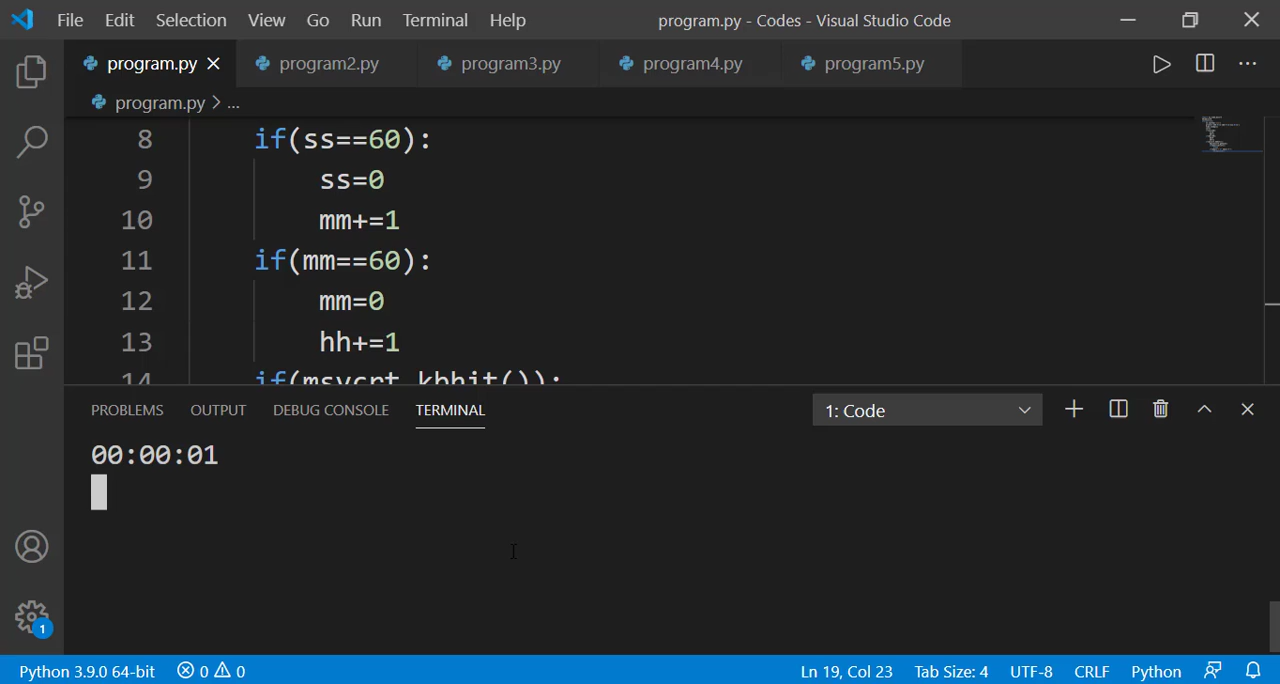 File Edit Selection View Go Run Terminal Help program.py - Codes - Visual Studio Code
program.py program2.py program3.py program4.py program5.py
program.py > ...
8 if(ss==60):
9 ss=0
10 mm+=1
11 if(mm==60):
12 mm=0
13 hh+=1
14 if(msvcrt.kbhit()):
PROBLEMS OUTPUT DEBUG CONSOLE TERMINAL 1: Code
00:00:01
1
Python 3.9.0 64-bit 0 0 Ln 19, Col 23 Tab Size: 4 UTF-8 CRLF Python